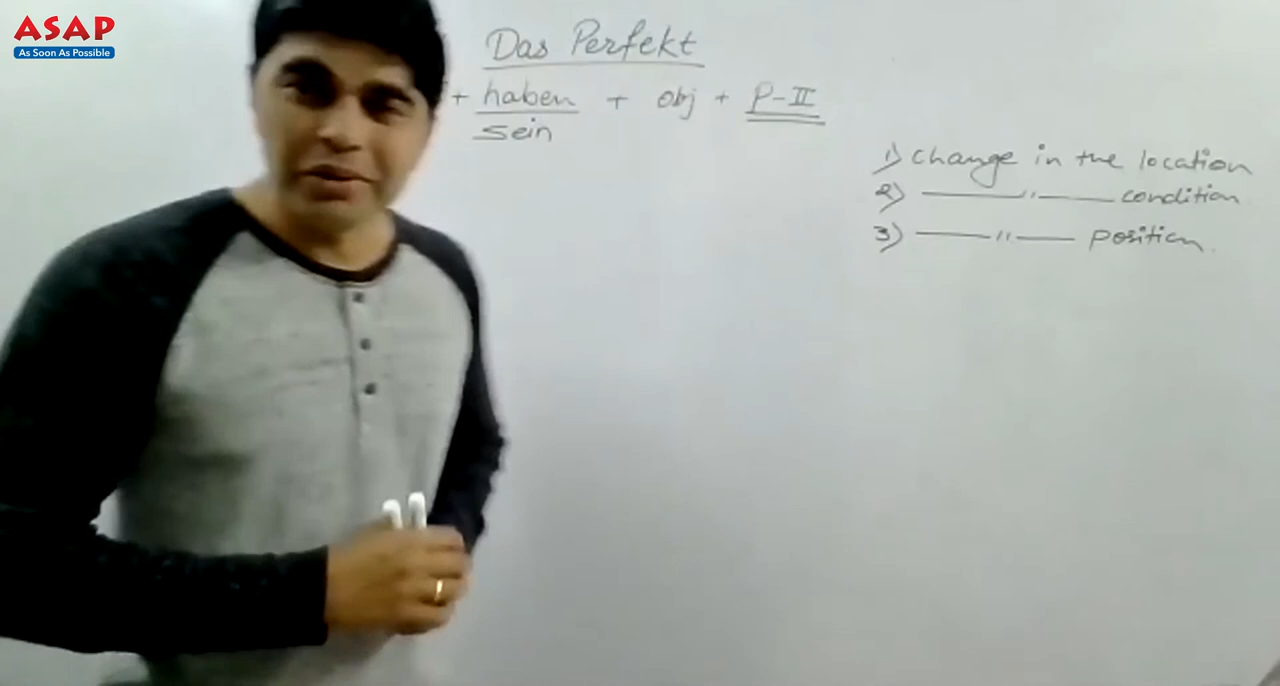 ASAP
As Soon As Possible
Das Perfekt
+ haben + obj + P-II
sein
1) change in the location
2) —— " —— condition
3) —— " —— position.